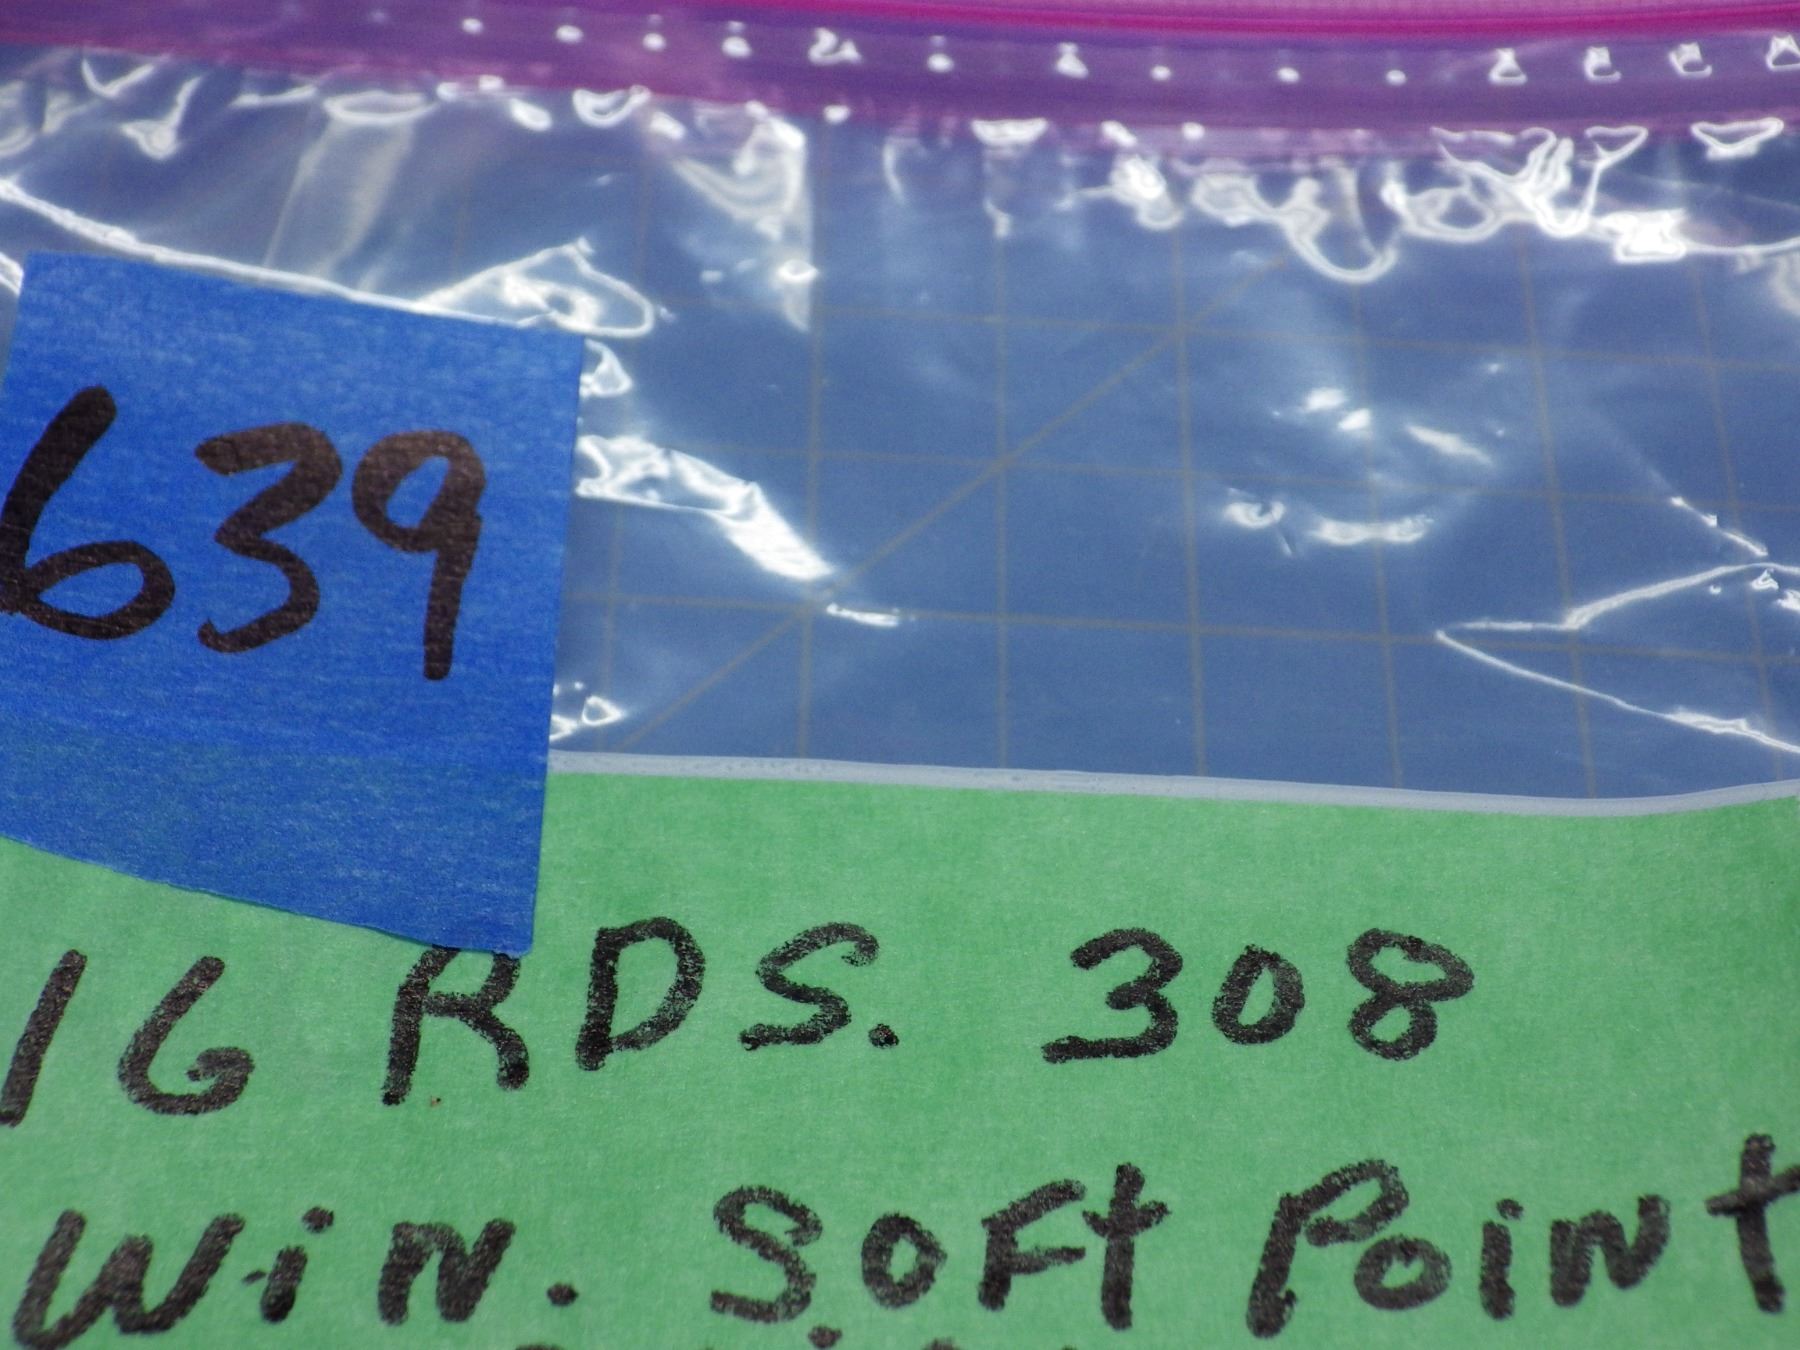 639
16 RDS. 308
Win. Soft Point